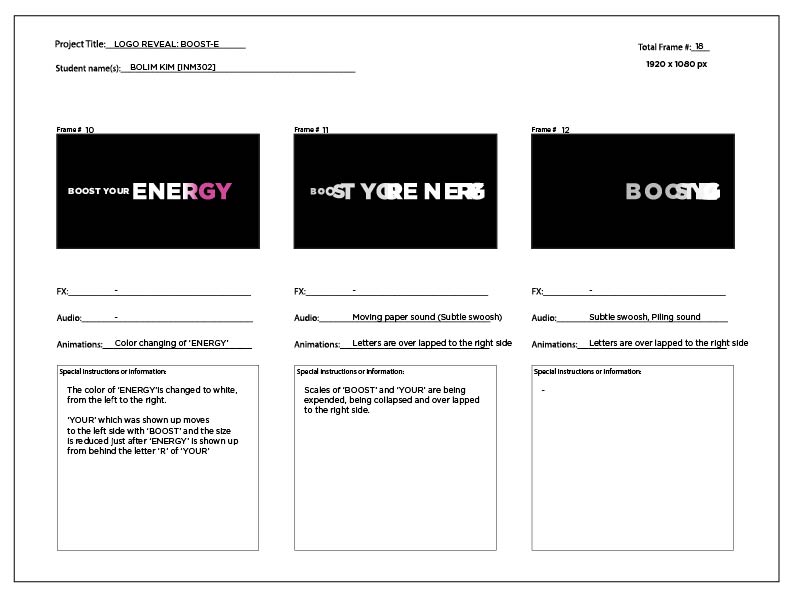 Project Title: LOGO REVEAL: BOOST-E
Total Frame #: 18
Student name(s): BOLIM KIM [INM302]
1920 x 1080 px
Frame # 10
BOOST YOUR ENERGY
FX: -
Audio: -
Animations: Color changing of 'ENERGY'
Special Instructions or Information:
The color of 'ENERGY'is changed to white,
from the left to the right.
'YOUR' which was shown up moves
to the left side with 'BOOST' and the size
is reduced just after 'ENERGY' is shown up
from behind the letter 'R' of 'YOUR'
Frame # 11
FX: -
Audio: Moving paper sound (Subtle swoosh)
Animations: Letters are over lapped to the right side
Special Instructions or Information:
Scales of 'BOOST' and 'YOUR' are being
expended, being collapsed and over lapped
to the right side.
Frame # 12
FX: -
Audio: Subtle swoosh, Piling sound
Animations: Letters are over lapped to the right side
Special Instructions or Information:
-